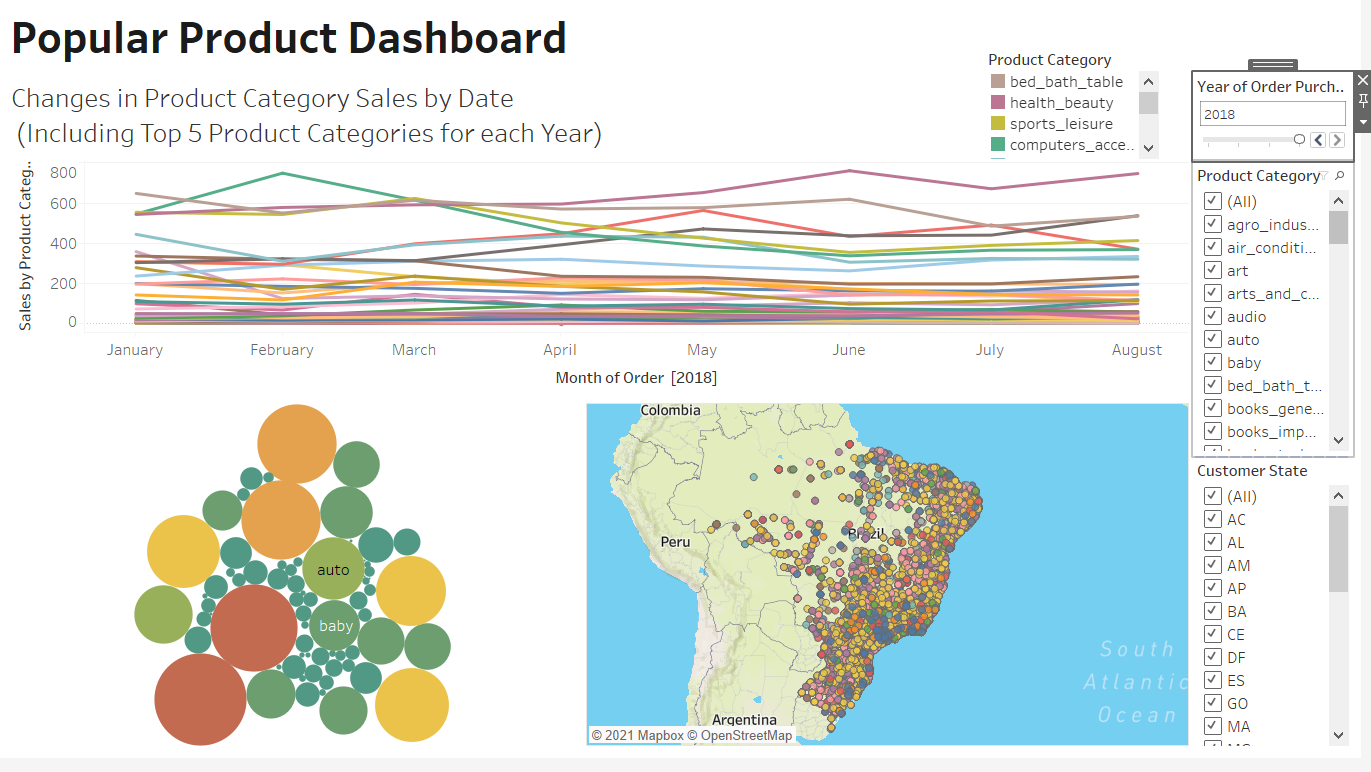 Popular Product Dashboard
Changes in Product Category Sales by Date
(Including Top 5 Product Categories for each Year)
Product Category
bed_bath_table
health_beauty
sports_leisure
computers_acce..
Year of Order Purch..
2018
Sales by Product Categ..
800
600
400
200
0
January February March April May June July August
Month of Order [2018]
Product Category
(All)
agro_indus...
air_conditi...
art
arts_and_c...
audio
auto
baby
bed_bath_t...
books_gene...
books_imp...
auto
baby
Colombia
Peru
Brazil
Argentina
South
Atlantic
Ocean
© 2021 Mapbox © OpenStreetMap
Customer State
(All)
AC
AL
AM
AP
BA
CE
DF
ES
GO
MA